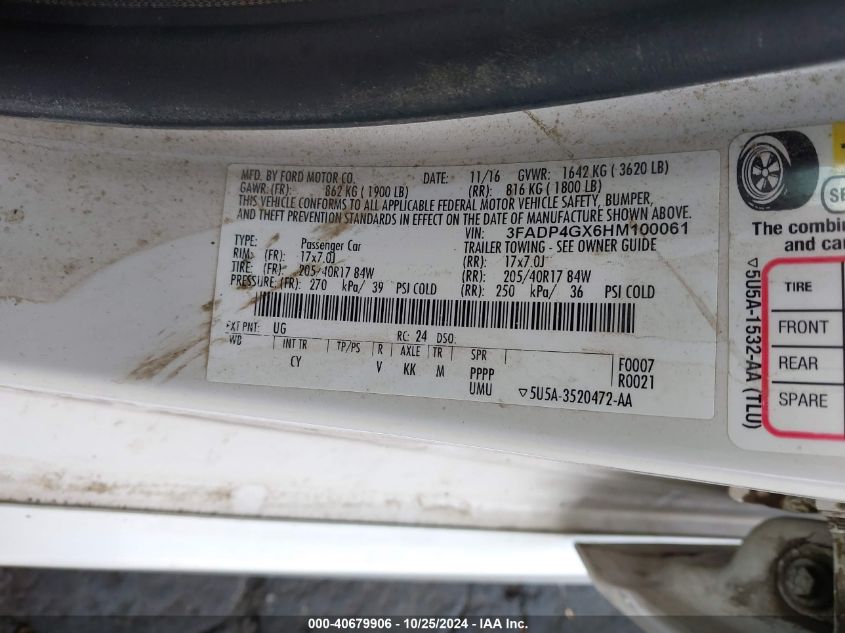 MFD. BY FORD MOTOR CO. DATE: 11/16 GVWR: 1642 KG ( 3620 LB)
GAWR: (FR): 862 KG ( 1900 LB) (RR): 816 KG ( 1800 LB)
THIS VEHICLE CONFORMS TO ALL APPLICABLE FEDERAL MOTOR VEHICLE SAFETY, BUMPER,
AND THEFT PREVENTION STANDARDS IN EFFECT ON THE DATE OF MANUFACTURE SHOWN ABOVE.
VIN: 3FADP4GX6HM100061
TYPE: Passenger Car TRAILER TOWING - SEE OWNER GUIDE
RIM: (FR): 17x7.0J (RR): 17x7.0J
TIRE: (FR): 205/40R17 84W (RR): 205/40R17 84W
PRESSURE: (FR): 270 kPa/ 39 PSI COLD (RR): 250 kPa/ 36 PSI COLD
EXT PNT: UG RC: 24 DSO:
WB INT TR TP/PS R AXLE TR SPR F0007
CY V KK M PPPP R0021
UMU ▽5U5A-3520472-AA
The combin
and ca
▽5U5A-1532-AA (TLU)
TIRE
FRONT
REAR
SPARE
000-40679906 - 10/25/2024 - IAA Inc.